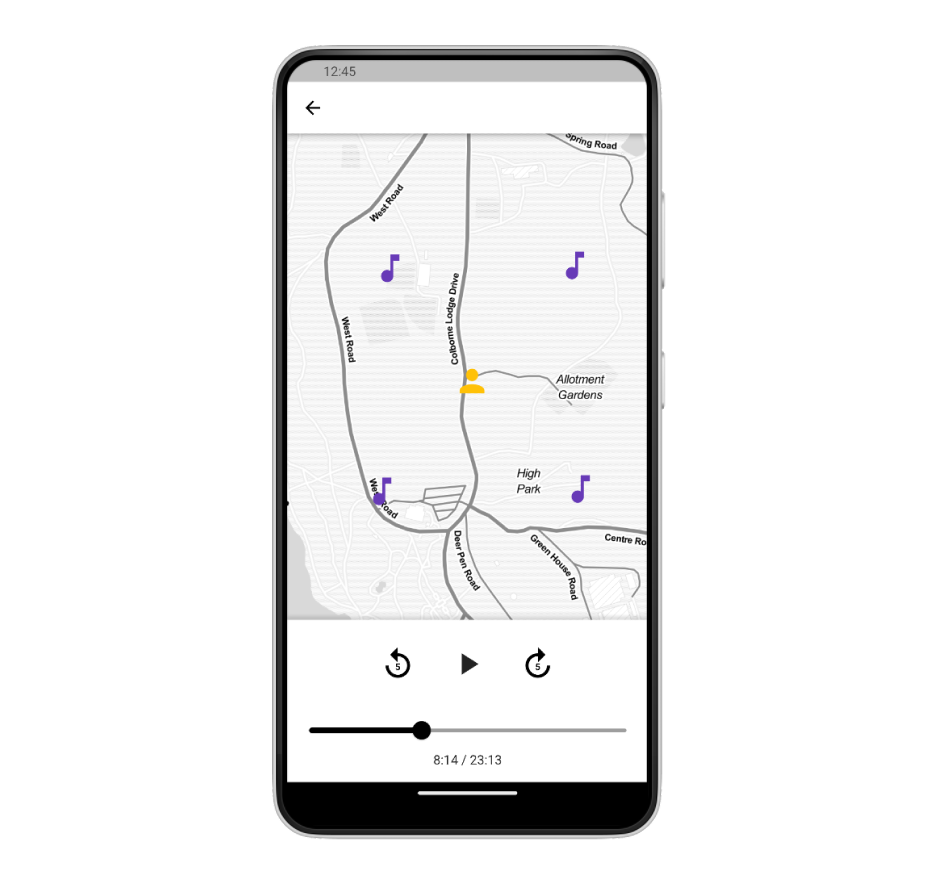 12:45
Spring Road
West Road
Colborne Lodge Drive
West Road
Allotment
Gardens
High
Park
West Road
Centre Ro
Deer Pen Road
Green House Road
5
5
8:14 / 23:13